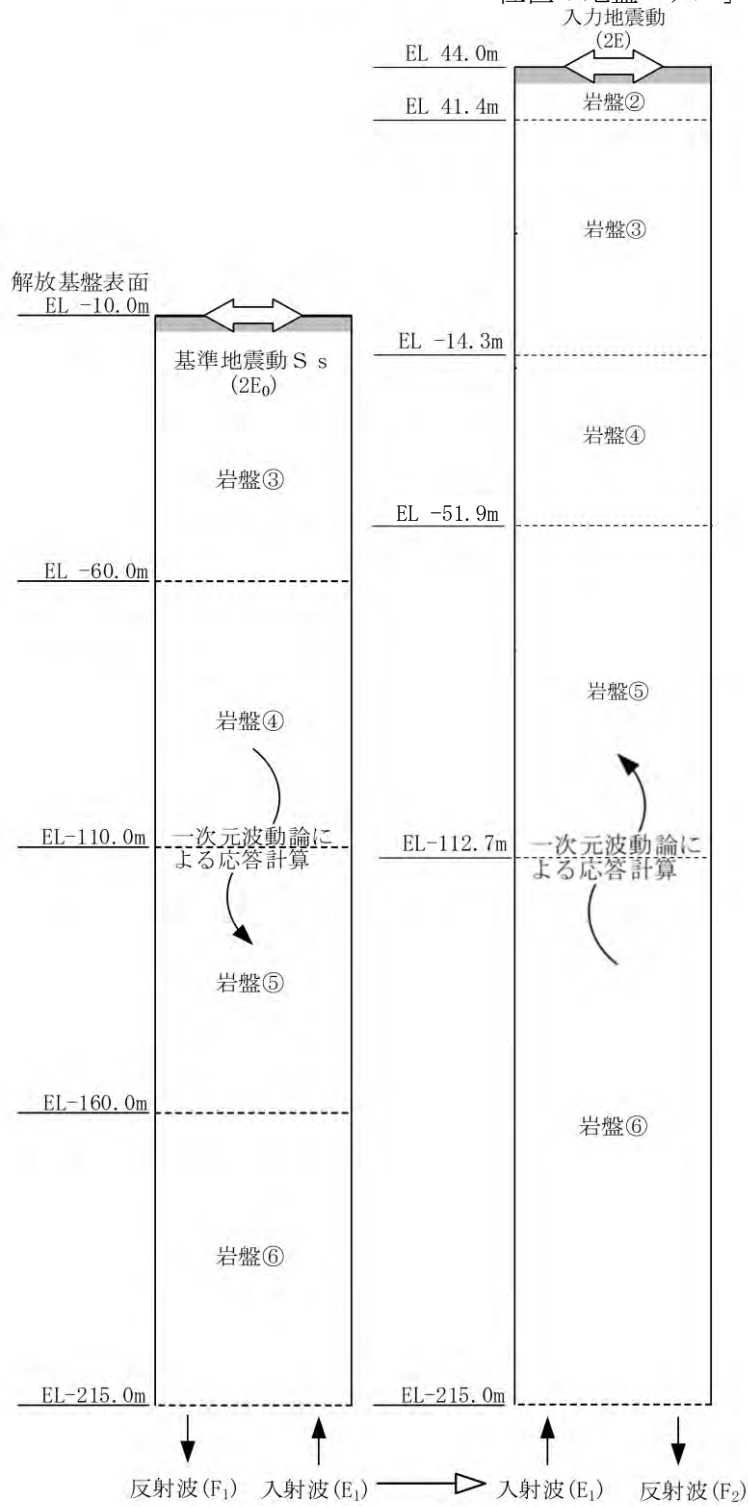 入力地震動
(2E)
EL 44.0m
岩盤②
EL 41.4m
岩盤③
EL -14.3m
岩盤④
EL -51.9m
岩盤⑤
EL-112.7m
一次元波動論に
よる応答計算
岩盤⑥
EL-215.0m
入射波(E₁)
反射波(F₂)
解放基盤表面
EL -10.0m
基準地震動Ｓｓ
(2E₀)
岩盤③
EL -60.0m
岩盤④
EL-110.0m
一次元波動論に
よる応答計算
岩盤⑤
EL-160.0m
岩盤⑥
EL-215.0m
反射波(F₁)
入射波(E₁)